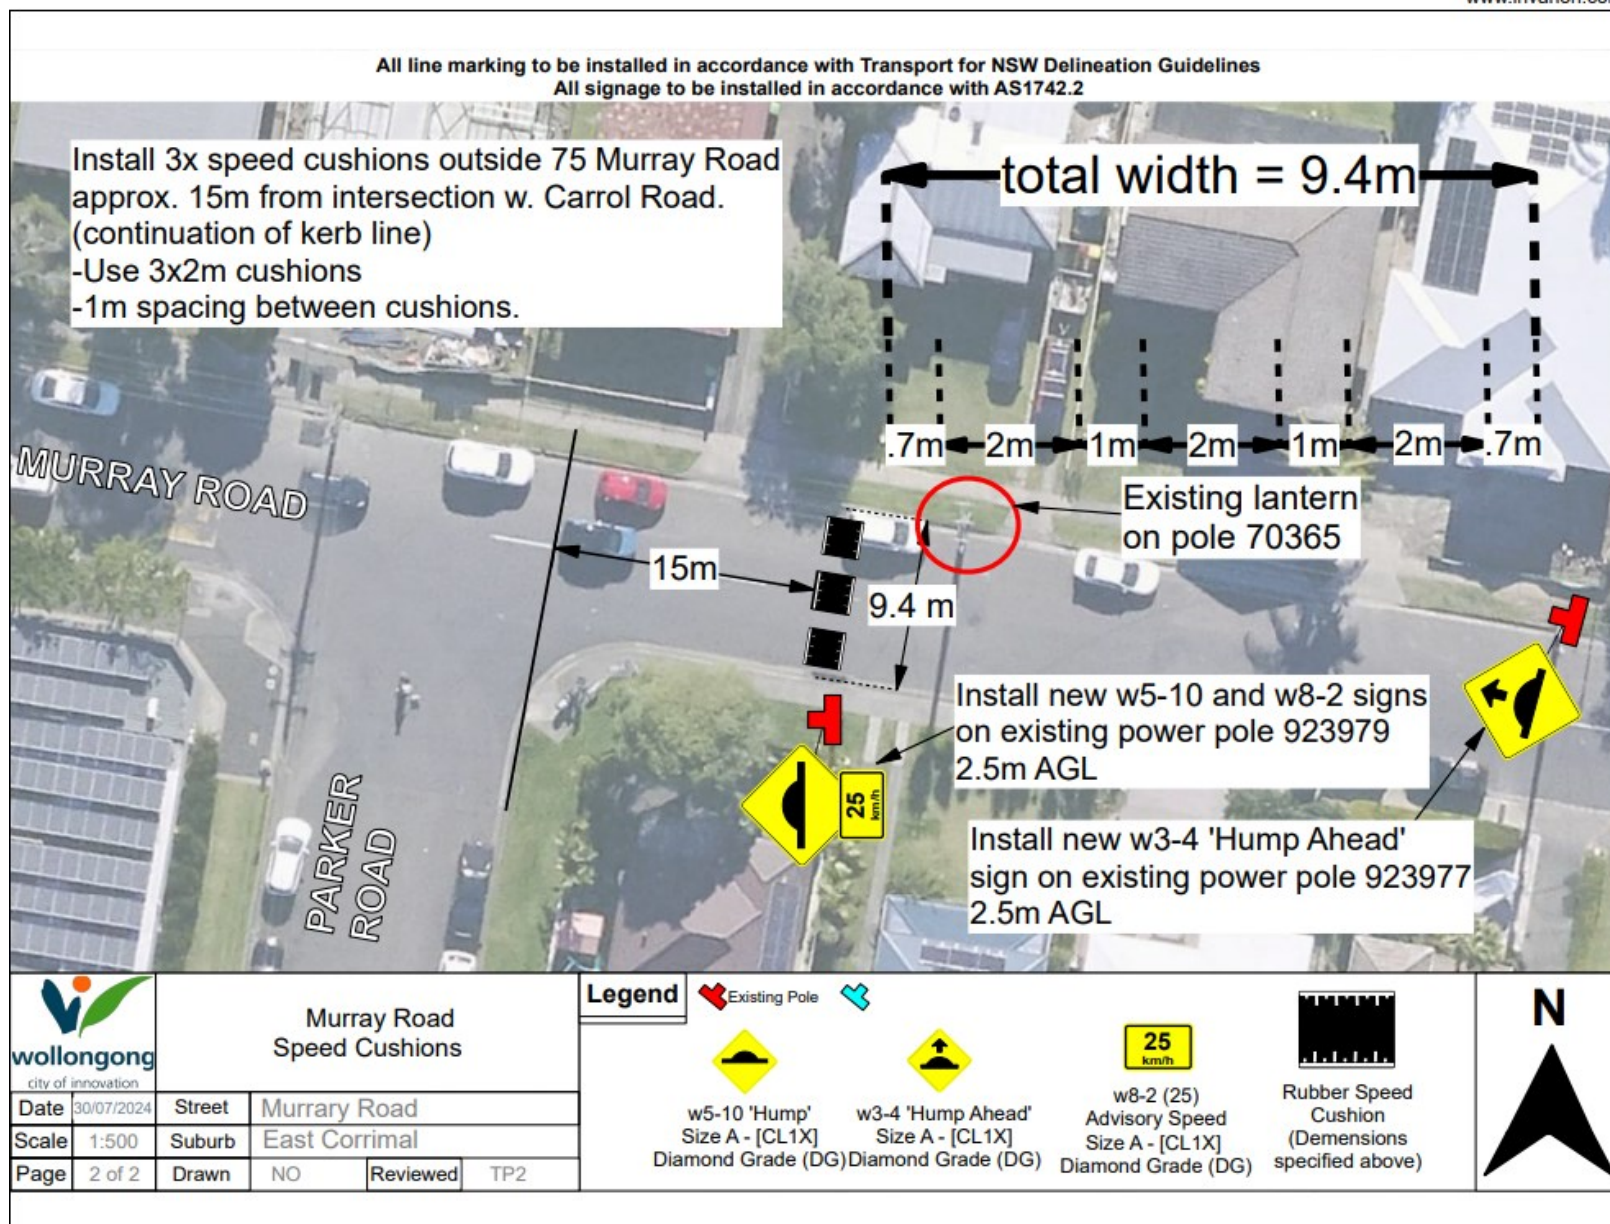 www.invarion.com
All line marking to be installed in accordance with Transport for NSW Delineation Guidelines
All signage to be installed in accordance with AS1742.2
Install 3x speed cushions outside 75 Murray Road
approx. 15m from intersection w. Carrol Road.
(continuation of kerb line)
-Use 3x2m cushions
-1m spacing between cushions.
total width = 9.4m
.7m 2m 1m 2m 1m 2m .7m
MURRAY ROAD
Existing lantern
on pole 70365
15m
9.4 m
Install new w5-10 and w8-2 signs
on existing power pole 923979
2.5m AGL
25
km/h
Install new w3-4 'Hump Ahead'
sign on existing power pole 923977
2.5m AGL
PARKER
ROAD
wollongong
city of innovation
Murray Road
Speed Cushions
Date 30/07/2024 Street Murrary Road
Scale 1:500 Suburb East Corrimal
Page 2 of 2 Drawn NO Reviewed TP2
Legend
Existing Pole
w5-10 'Hump'
Size A - [CL1X]
Diamond Grade (DG)
w3-4 'Hump Ahead'
Size A - [CL1X]
Diamond Grade (DG)
25
km/h
w8-2 (25)
Advisory Speed
Size A - [CL1X]
Diamond Grade (DG)
Rubber Speed
Cushion
(Demensions
specified above)
N